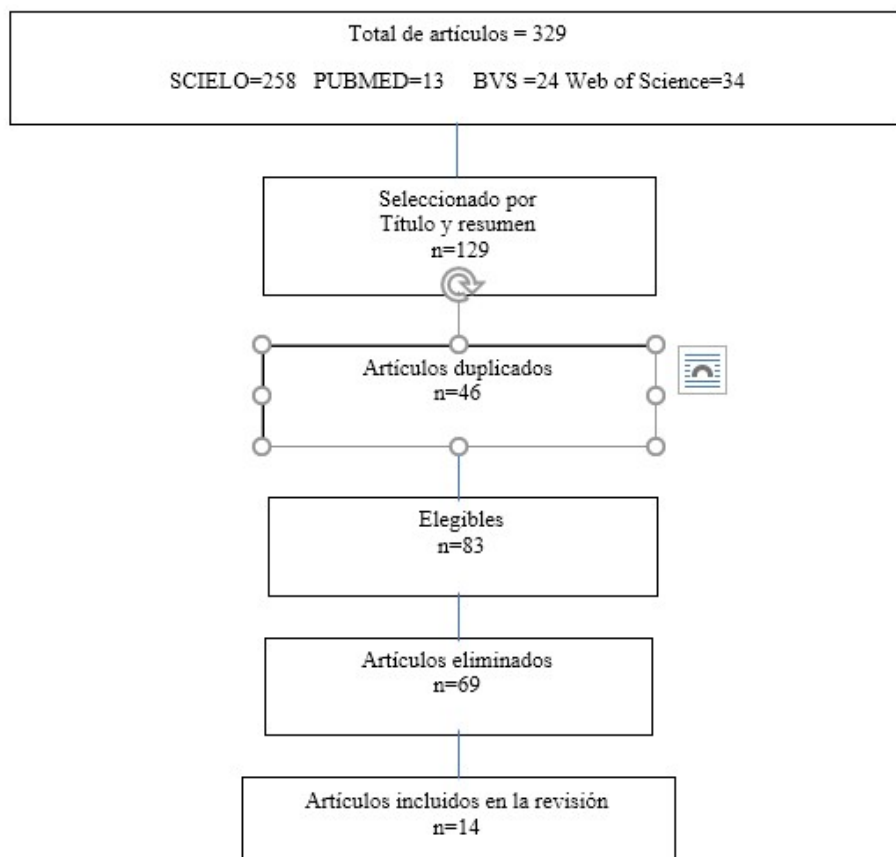 Total de artículos = 329
SCIELO=258 PUBMED=13 BVS =24 Web of Science=34
Seleccionado por
Título y resumen
n=129
Artículos duplicados
n=46
Elegibles
n=83
Artículos eliminados
n=69
Artículos incluidos en la revisión
n=14